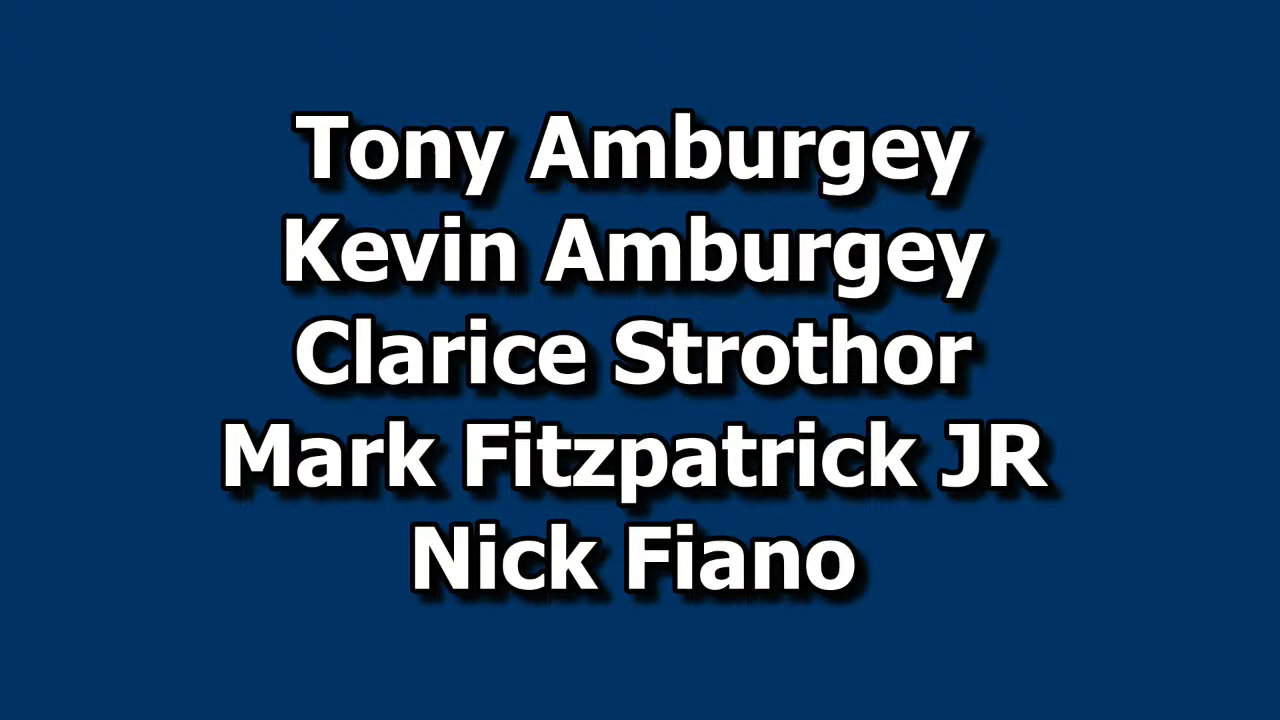 Tony Amburgey
Kevin Amburgey
Clarice Strothor
Mark Fitzpatrick JR
Nick Fiano